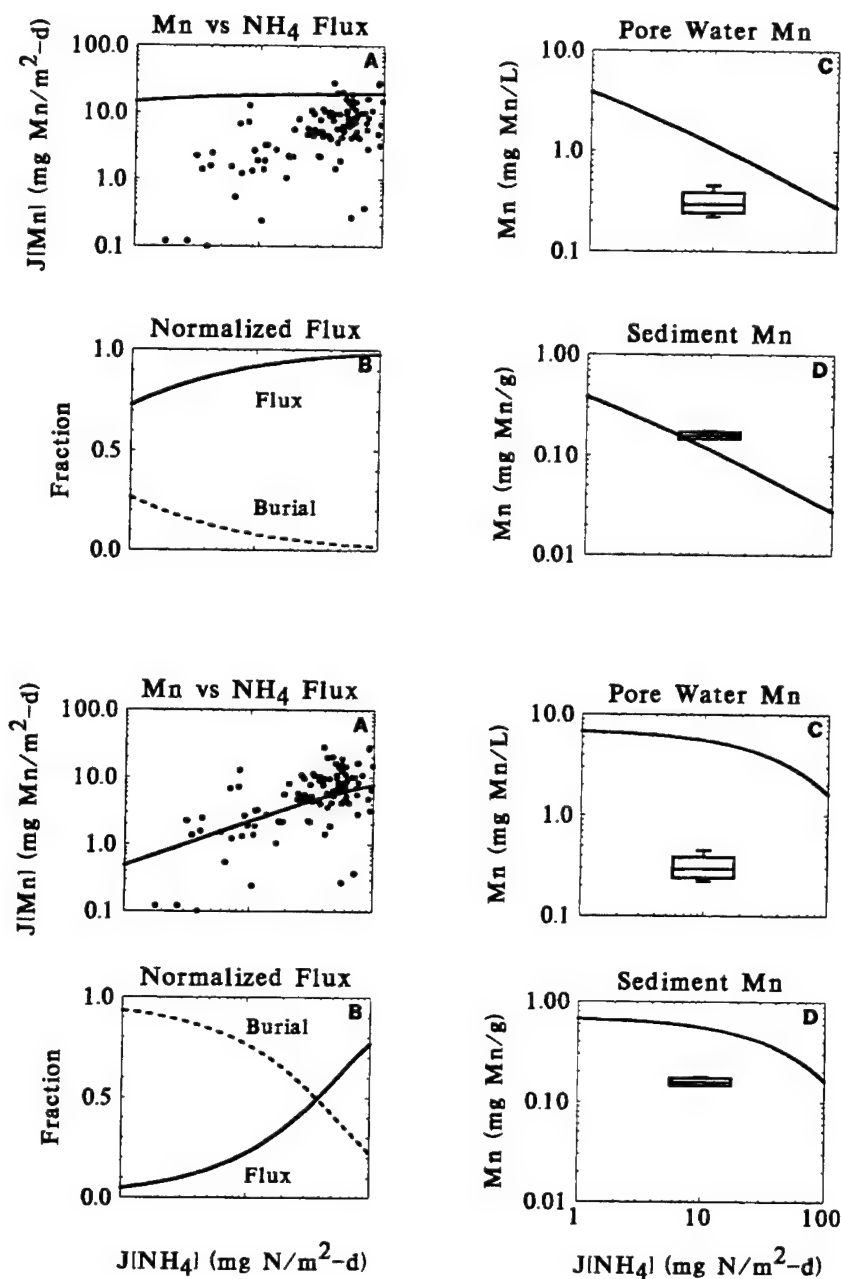 Mn vs NH4 Flux
A
100.0
10.0
1.0
0.1
J[Mn] (mg Mn/m²-d)
Pore Water Mn
C
10.0
1.0
0.1
Mn (mg Mn/L)
Normalized Flux
B
1.0
0.5
0.0
Fraction
Flux
Burial
Sediment Mn
D
1.00
0.10
0.01
Mn (mg Mn/g)
Mn vs NH4 Flux
A
100.0
10.0
1.0
0.1
J[Mn] (mg Mn/m²-d)
Pore Water Mn
C
10.0
1.0
0.1
Mn (mg Mn/L)
Normalized Flux
B
1.0
0.5
0.0
Fraction
Burial
Flux
J[NH4] (mg N/m²-d)
Sediment Mn
D
1.00
0.10
0.01
Mn (mg Mn/g)
1 10 100
J[NH4] (mg N/m²-d)